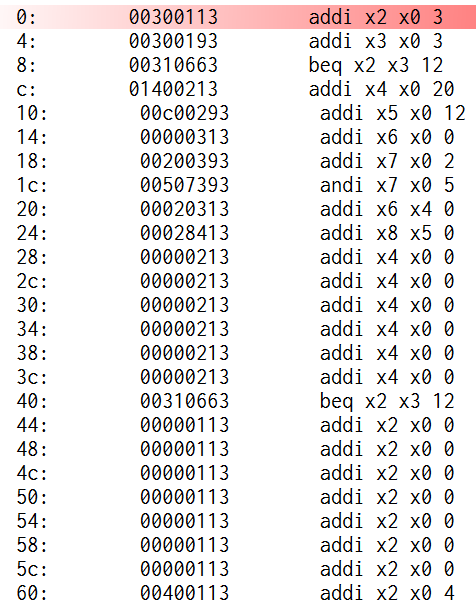 0: 00300113 addi x2 x0 3
4: 00300193 addi x3 x0 3
8: 00310663 beq x2 x3 12
c: 01400213 addi x4 x0 20
10: 00c00293 addi x5 x0 12
14: 00000313 addi x6 x0 0
18: 00200393 addi x7 x0 2
1c: 00507393 andi x7 x0 5
20: 00020313 addi x6 x4 0
24: 00028413 addi x8 x5 0
28: 00000213 addi x4 x0 0
2c: 00000213 addi x4 x0 0
30: 00000213 addi x4 x0 0
34: 00000213 addi x4 x0 0
38: 00000213 addi x4 x0 0
3c: 00000213 addi x4 x0 0
40: 00310663 beq x2 x3 12
44: 00000113 addi x2 x0 0
48: 00000113 addi x2 x0 0
4c: 00000113 addi x2 x0 0
50: 00000113 addi x2 x0 0
54: 00000113 addi x2 x0 0
58: 00000113 addi x2 x0 0
5c: 00000113 addi x2 x0 0
60: 00400113 addi x2 x0 4